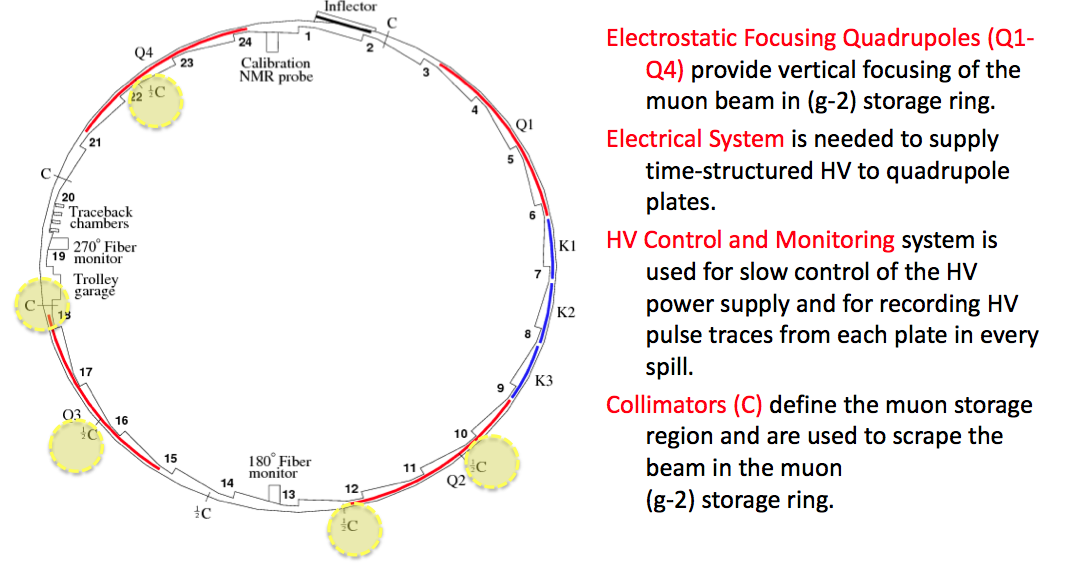 Inflector
C
24
1
2
Calibration
NMR probe
Q4
23
3
22
½C
4
Q1
21
5
C
20
Traceback
chambers
6
270° Fiber
19 monitor
K1
7
Trolley
garage
C
K2
8
17
9
K3
Q3
16
½C
10
15
180° Fiber
monitor
11
½C
Q2
14
13
12
½C
½C
Electrostatic Focusing Quadrupoles (Q1-
Q4) provide vertical focusing of the
muon beam in (g-2) storage ring.
Electrical System is needed to supply
time-structured HV to quadrupole
plates.
HV Control and Monitoring system is
used for slow control of the HV
power supply and for recording HV
pulse traces from each plate in every
spill.
Collimators (C) define the muon storage
region and are used to scrape the
beam in the muon
(g-2) storage ring.